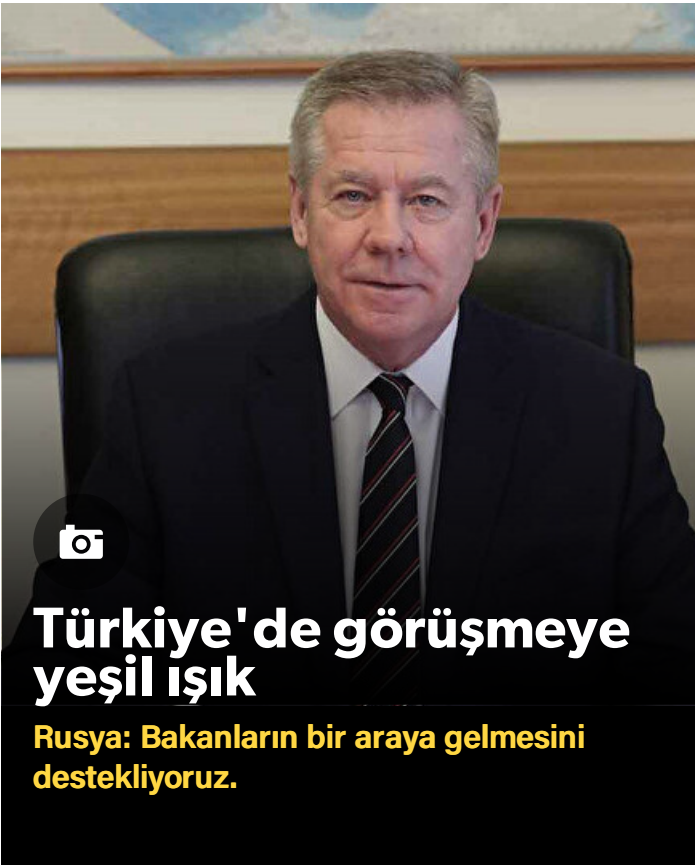 Türkiye'de görüşmeye
yeşil ışık
Rusya: Bakanların bir araya gelmesini
destekliyoruz.